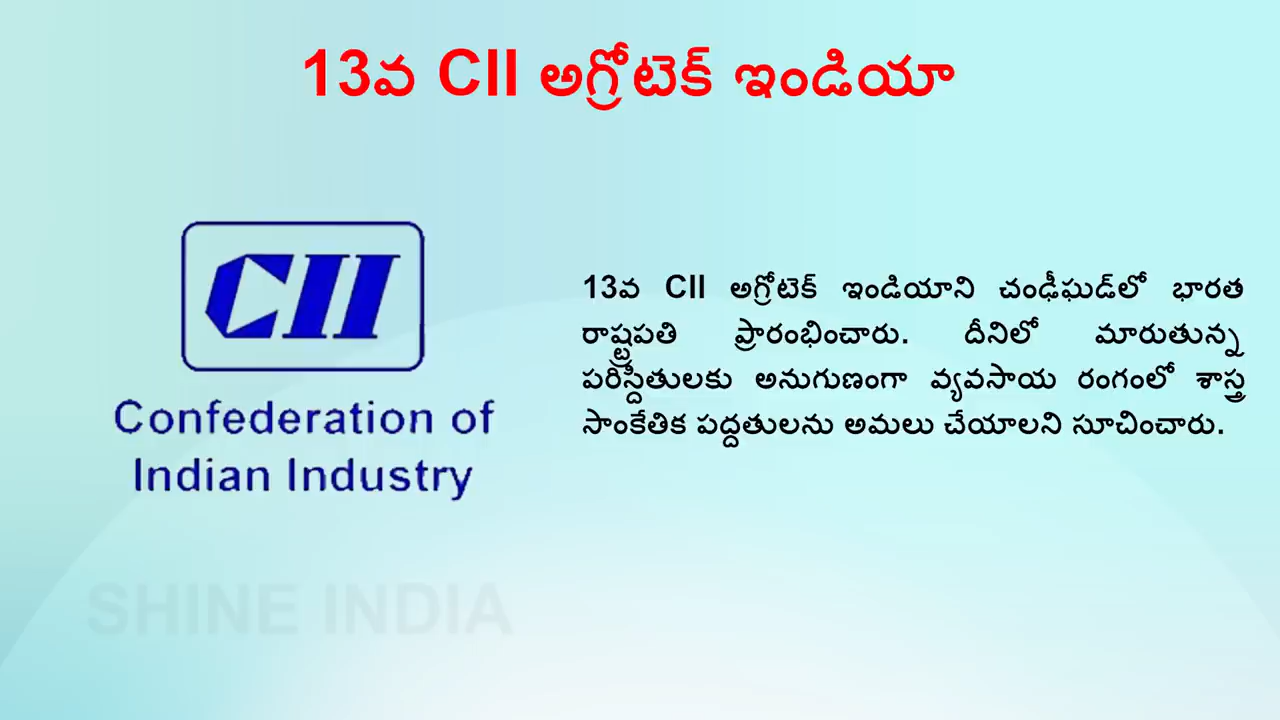 13వ CII అగ్రోటెక్ ఇండియా
CII
Confederation of
Indian Industry
13వ CII అగ్రోటెక్ ఇండియాని చండీఘడ్‌లో భారత
రాష్ట్రపతి ప్రారంభించారు. దీనిలో మారుతున్న
పరిస్దితులకు అనుగుణంగా వ్యవసాయ రంగంలో శాస్త్ర
సాంకేతిక పద్దతులను అమలు చేయాలని సూచించారు.
SHINE INDIA